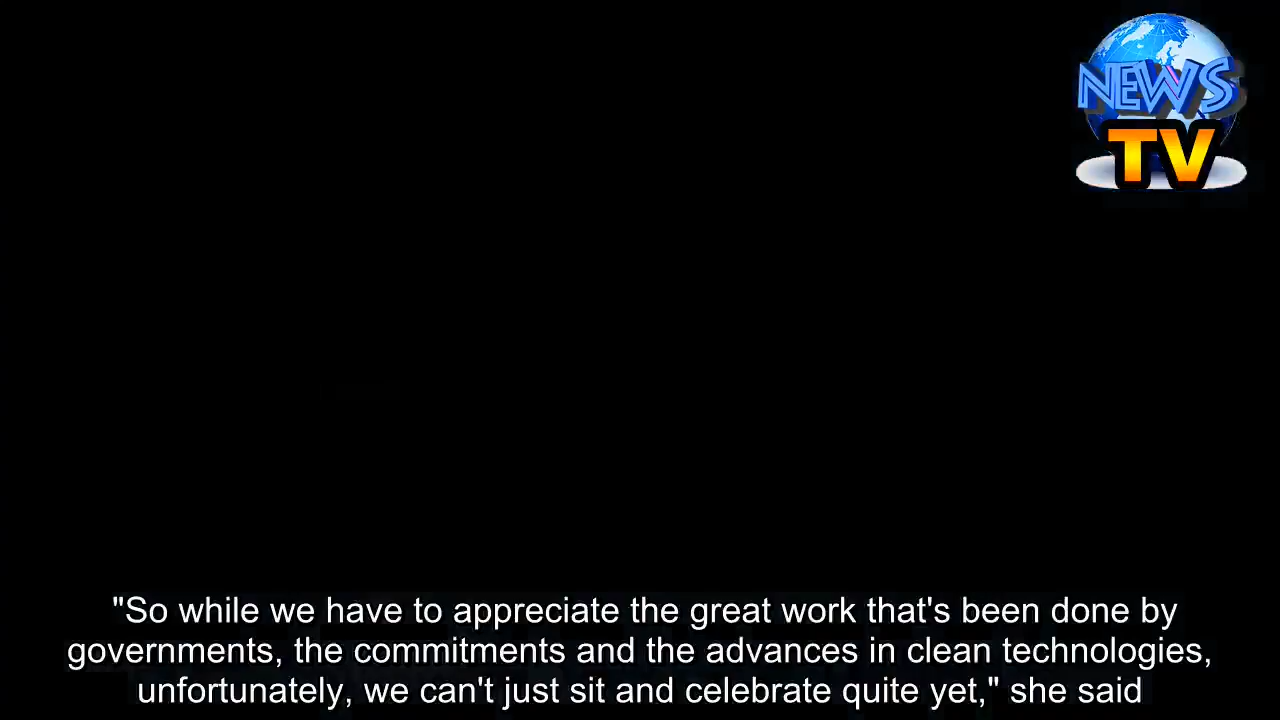 NEWS
TV
"So while we have to appreciate the great work that's been done by
governments, the commitments and the advances in clean technologies,
unfortunately, we can't just sit and celebrate quite yet," she said